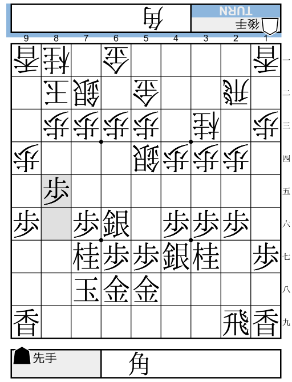 角 TURN 後手
9 8 7 6 5 4 3 2 1
香 桂 金 香 一
玉 銀 金 飛 二
歩 歩 歩 歩 桂 歩 三
歩 銀 歩 歩 歩 四
歩 五
歩 歩 銀 歩 歩 歩 六
桂 歩 歩 銀 桂 歩 七
玉 金 金 八
香 飛 香 九
先手 角